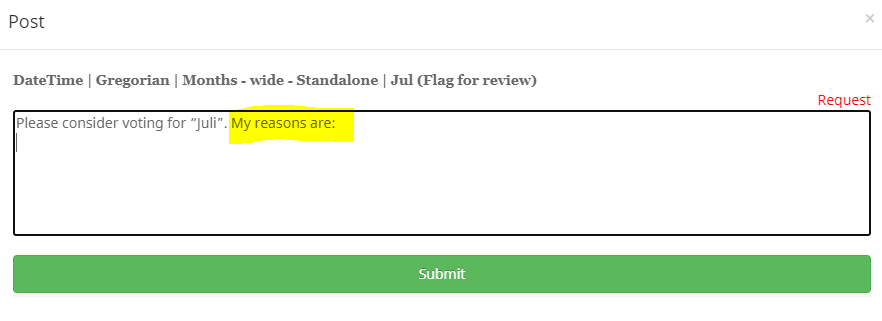 Post
×
DateTime | Gregorian | Months - wide - Standalone | Jul (Flag for review)
Request
Please consider voting for “Juli”. My reasons are:
Submit